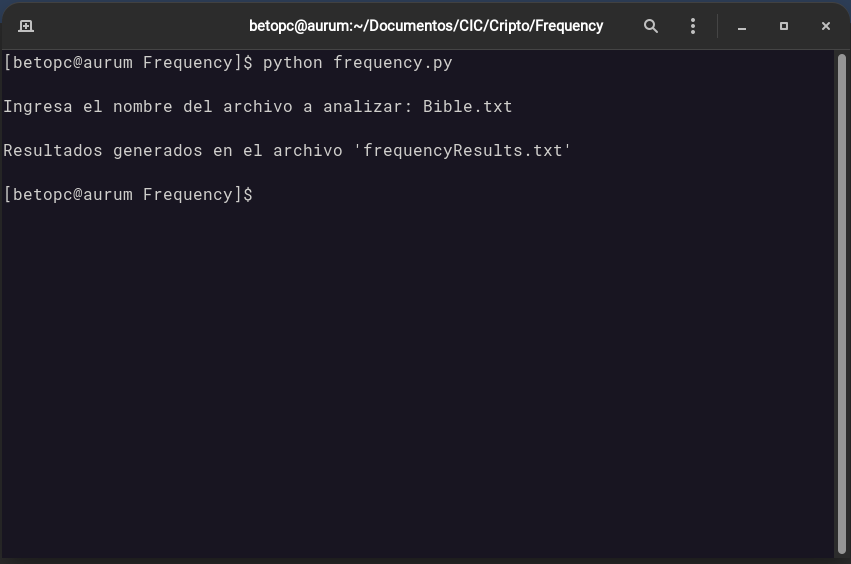 betopc@aurum:~/Documentos/CIC/Cripto/Frequency
[betopc@aurum Frequency]$ python frequency.py
Ingresa el nombre del archivo a analizar: Bible.txt
Resultados generados en el archivo 'frequencyResults.txt'
[betopc@aurum Frequency]$